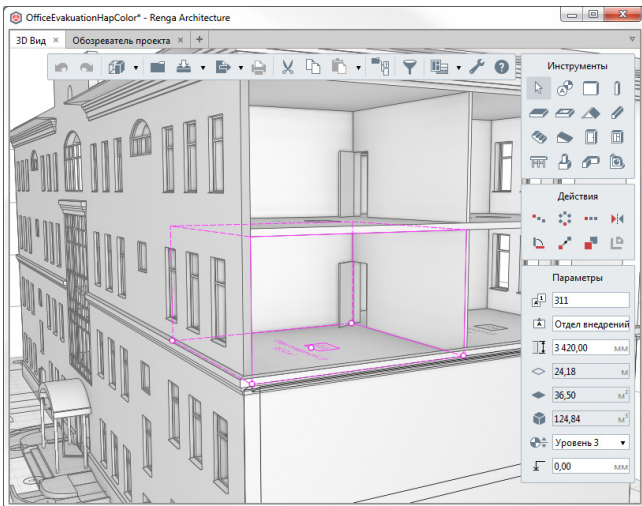 OfficeEvakuationHapColor* - Renga Architecture
3D Вид × Обозреватель проекта × +
Инструменты
Действия
Параметры
311
Отдел внедрений
3 420,00 мм
24,18 м
36,50 м²
124,84 м³
Уровень 3
0,00 мм